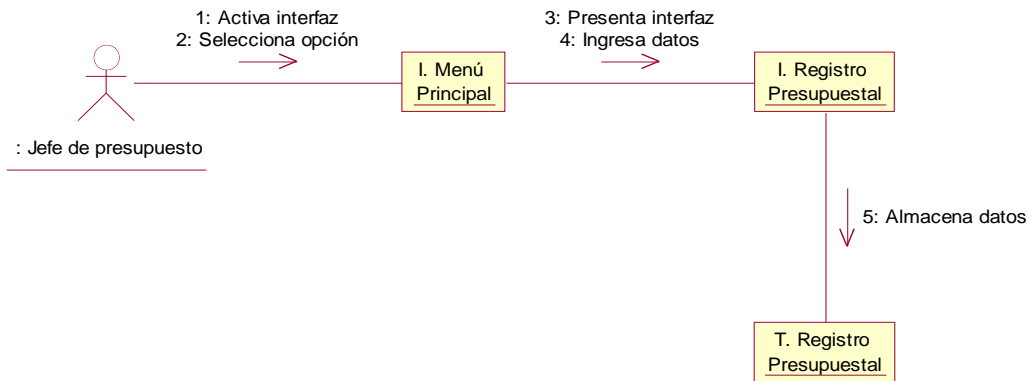 1: Activa interfaz
2: Selecciona opción
3: Presenta interfaz
4: Ingresa datos
I. Menú
Principal
I. Registro
Presupuestal
: Jefe de presupuesto
5: Almacena datos
T. Registro
Presupuestal